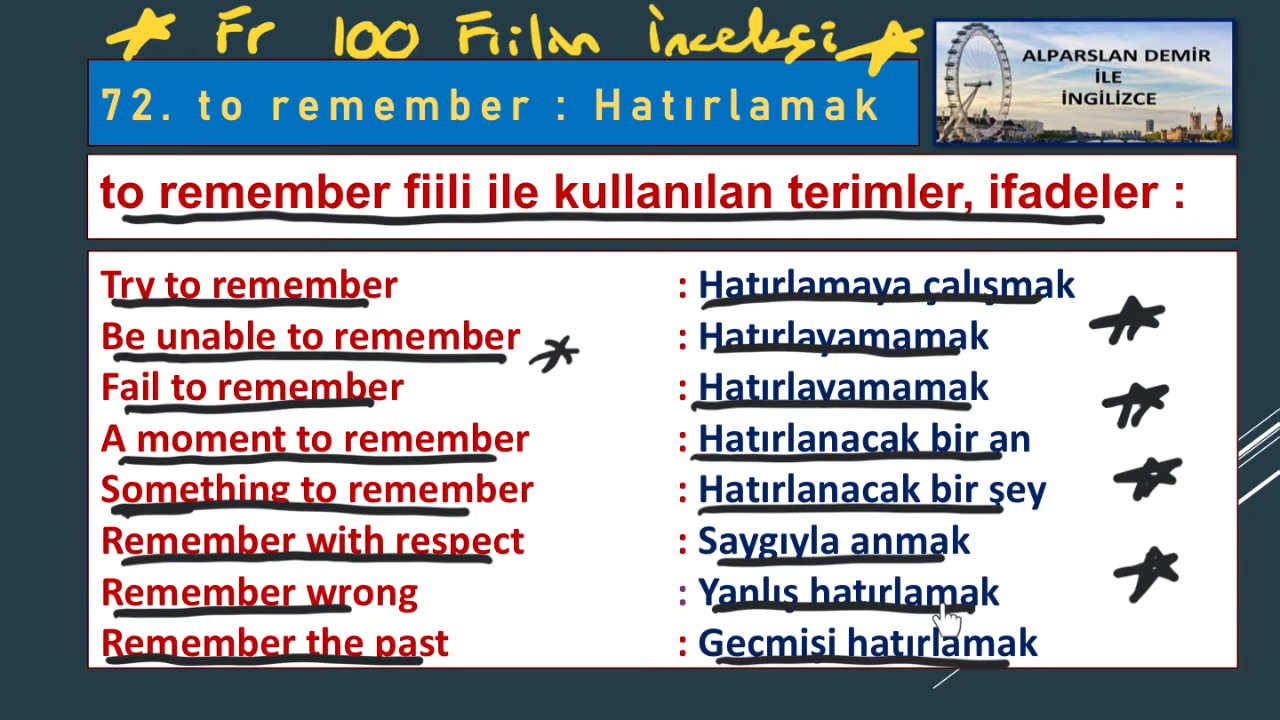 Fr 100 Fiilin İncelemesi
72. to remember : Hatırlamak
ALPARSLAN DEMİR
İLE
İNGİLİZCE
to remember fiili ile kullanılan terimler, ifadeler :
Try to remember : Hatırlamaya çalışmak
Be unable to remember : Hatırlayamamak
Fail to remember : Hatırlayamamak
A moment to remember : Hatırlanacak bir an
Something to remember : Hatırlanacak bir şey
Remember with respect : Saygıyla anmak
Remember wrong : Yanlış hatırlamak
Remember the past : Geçmişi hatırlamak